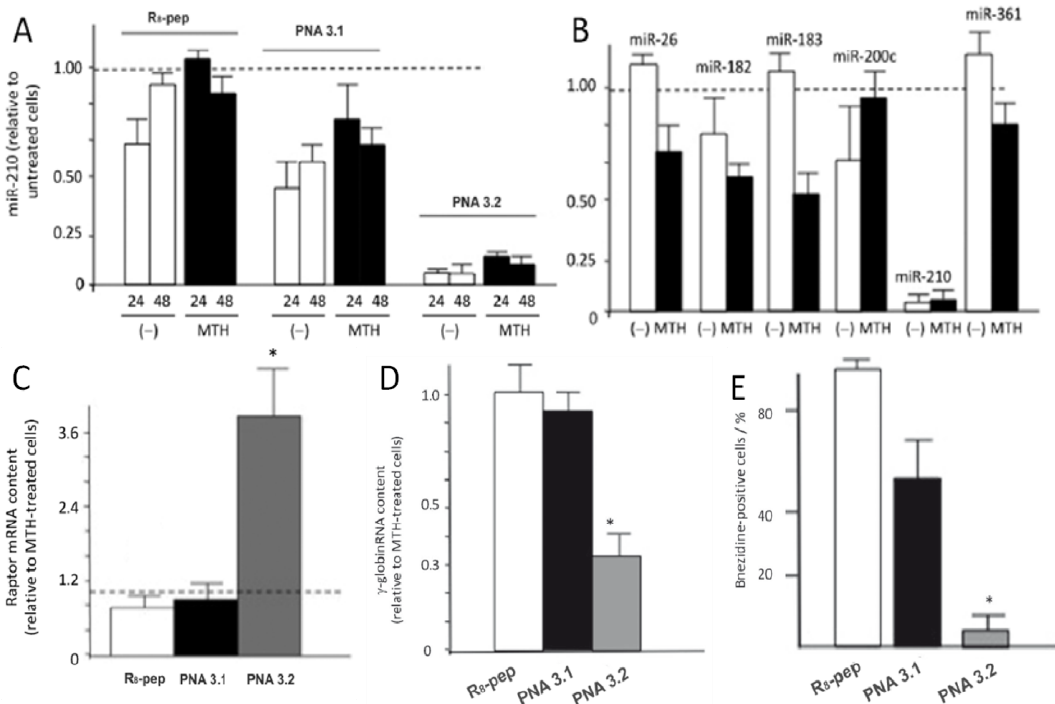 A
R₈-pep
PNA 3.1
PNA 3.2
miR-210 (relative to
untreated cells)
1.00
0.50
0.25
0
24 48 24 48 24 48 24 48 24 48 24 48
(−) MTH (−) MTH (−) MTH
B
miR-26
miR-182
miR-183
miR-200c
miR-210
miR-361
1.00
0.50
0.25
0
(−) MTH (−) MTH (−) MTH (−) MTH (−) MTH (−) MTH
C
*
Raptor mRNA content
(relative to MTH-treated cells)
3.6
2.4
1.2
0
R₈-pep PNA 3.1 PNA 3.2
D
γ-globinRNA content
(relative to MTH-treated cells)
1.0
0.5
0.3
0
*
R₈-pep PNA 3.1 PNA 3.2
E
Bnezidine-positive cells / %
80
40
20
*
R₈-pep PNA 3.1 PNA 3.2